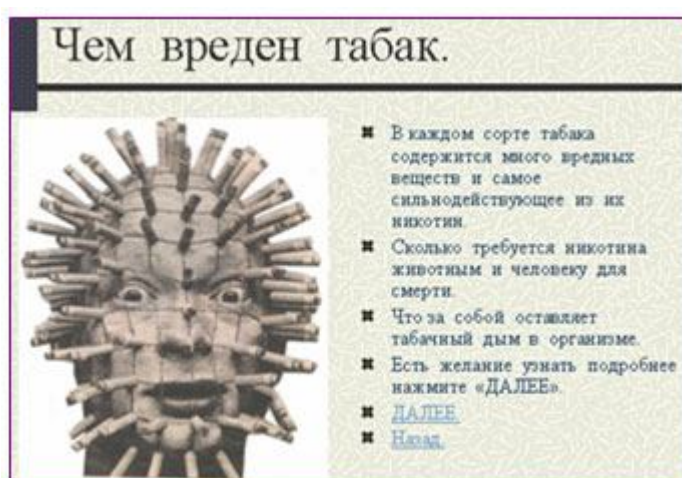 Чем вреден табак.
В каждом сорте табака
содержится много вредных
веществ и самое
сильнодействующее из их
никотин.
Сколько требуется никотина
животным и человеку для
смерти.
Что за собой оставляет
табачный дым в организме.
Есть желание узнать подробнее
нажмите «ДАЛЕЕ».
ДАЛЕЕ.
Назад.